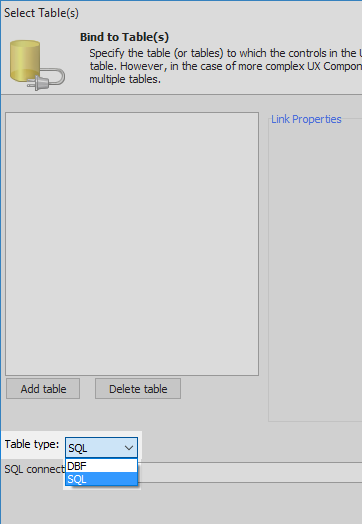 Select Table(s)
Bind to Table(s)
Specify the table (or tables) to which the controls in the U
table. However, in the case of more complex UX Compon
multiple tables.
Link Properties
Add table
Delete table
Table type: SQL
DBF
SQL
SQL connect